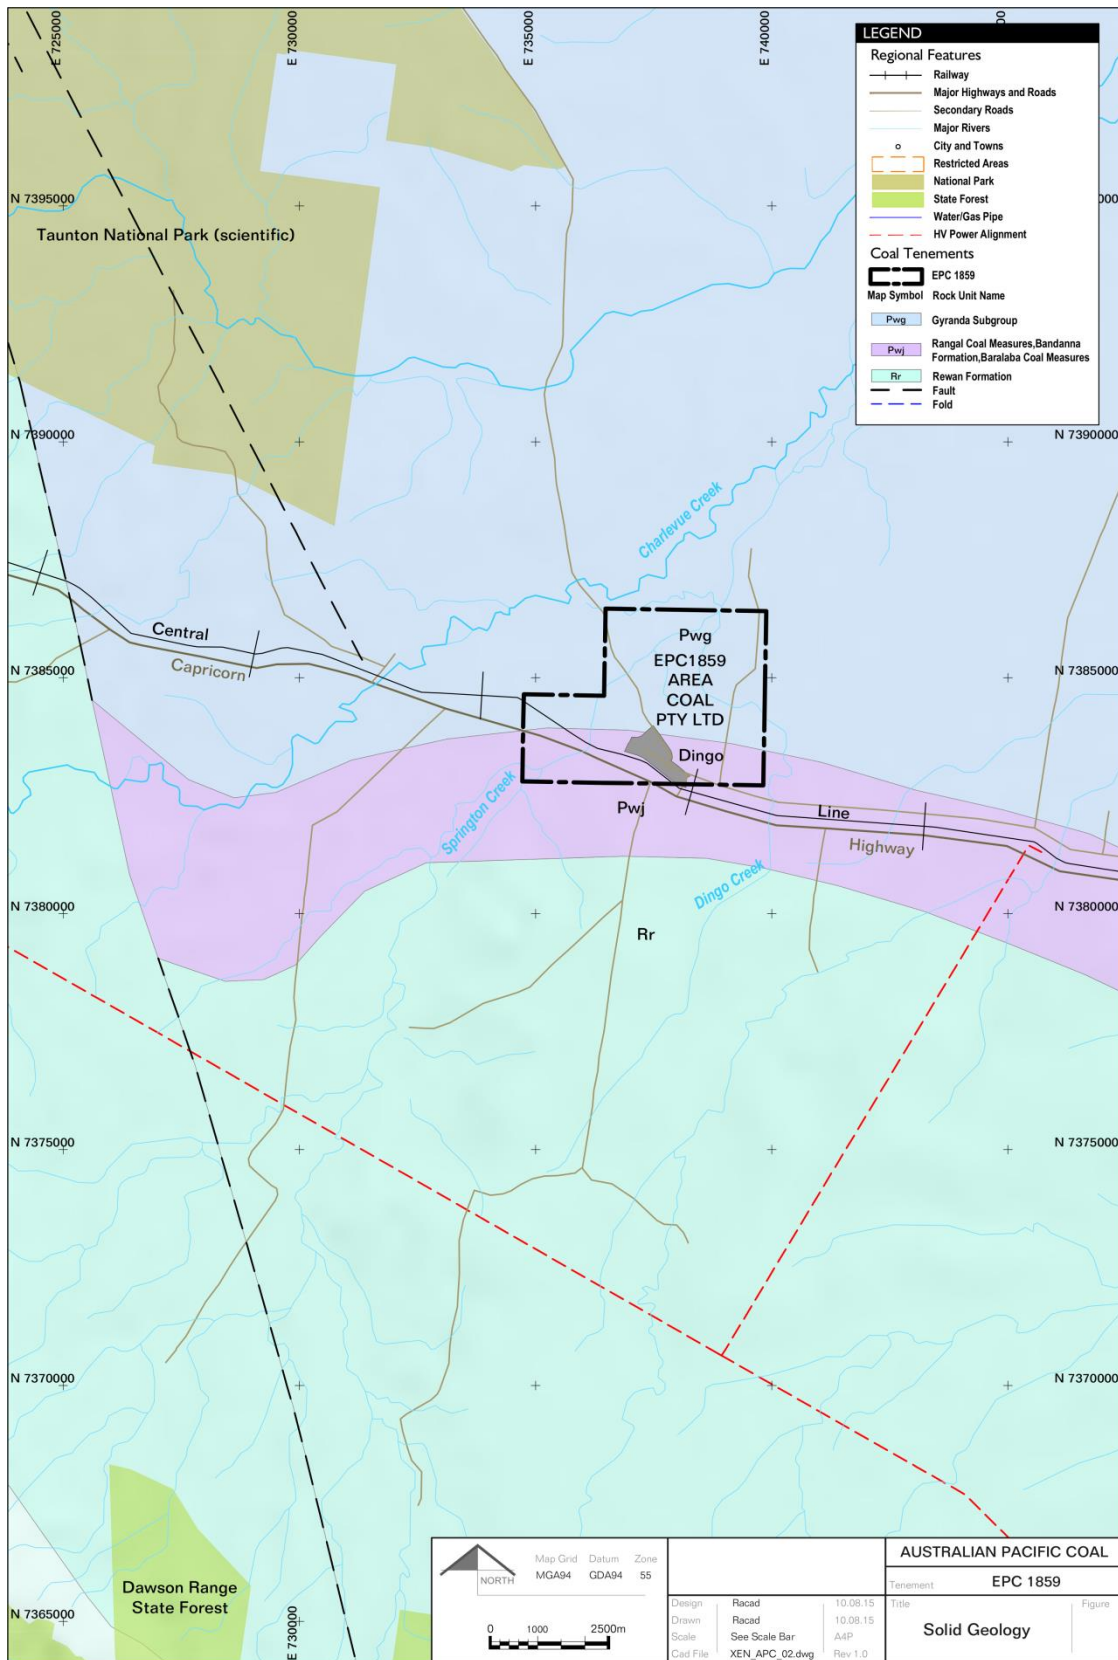 E 725000
E 730000
E 735000
E 740000
LEGEND
Regional Features
Railway
Major Highways and Roads
Secondary Roads
Major Rivers
City and Towns
Restricted Areas
National Park
State Forest
Water/Gas Pipe
HV Power Alignment
Coal Tenements
EPC 1859
Map Symbol Rock Unit Name
Pwg Gyranda Subgroup
Pwj Rangal Coal Measures,Bandanna
Formation,Baralaba Coal Measures
Rr Rewan Formation
Fault
Fold
N 7395000
Taunton National Park (scientific)
N 7390000
N 7390000
Charlevue Creek
Central
Capricorn
N 7385000
N 7385000
Pwg
EPC1859
AREA
COAL
PTY LTD
Dingo
Springton Creek
Pwj
Line
Highway
Dingo Creek
N 7380000
N 7380000
Rr
N 7375000
N 7375000
N 7370000
N 7370000
Dawson Range
State Forest
N 7365000
E 730000
NORTH
Map Grid Datum Zone
MGA94 GDA94 55
0 1000 2500m
Design Racad 10.08.15
Drawn Racad 10.08.15
Scale See Scale Bar A4P
Cad File XEN_APC_02.dwg Rev 1.0
AUSTRALIAN PACIFIC COAL
Tenement EPC 1859
Title Figure
Solid Geology